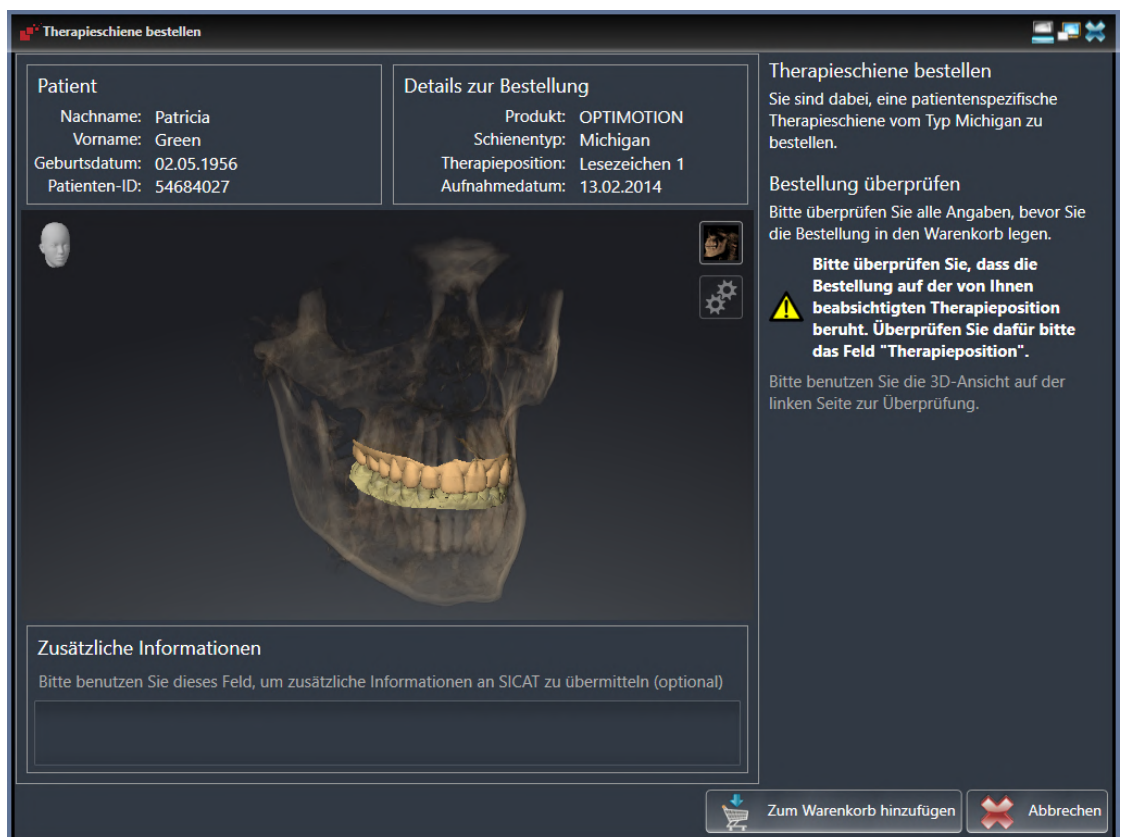 Therapieschiene bestellen
Patient
Nachname: Patricia
Vorname: Green
Geburtsdatum: 02.05.1956
Patienten-ID: 54684027
Details zur Bestellung
Produkt: OPTIMOTION
Schienentyp: Michigan
Therapieposition: Lesezeichen 1
Aufnahmedatum: 13.02.2014
Zusätzliche Informationen
Bitte benutzen Sie dieses Feld, um zusätzliche Informationen an SICAT zu übermitteln (optional)
Therapieschiene bestellen
Sie sind dabei, eine patientenspezifische
Therapieschiene vom Typ Michigan zu
bestellen.
Bestellung überprüfen
Bitte überprüfen Sie alle Angaben, bevor Sie
die Bestellung in den Warenkorb legen.
Bitte überprüfen Sie, dass die
Bestellung auf der von Ihnen
beabsichtigten Therapieposition
beruht. Überprüfen Sie dafür bitte
das Feld "Therapieposition".
Bitte benutzen Sie die 3D-Ansicht auf der
linken Seite zur Überprüfung.
Zum Warenkorb hinzufügen
Abbrechen